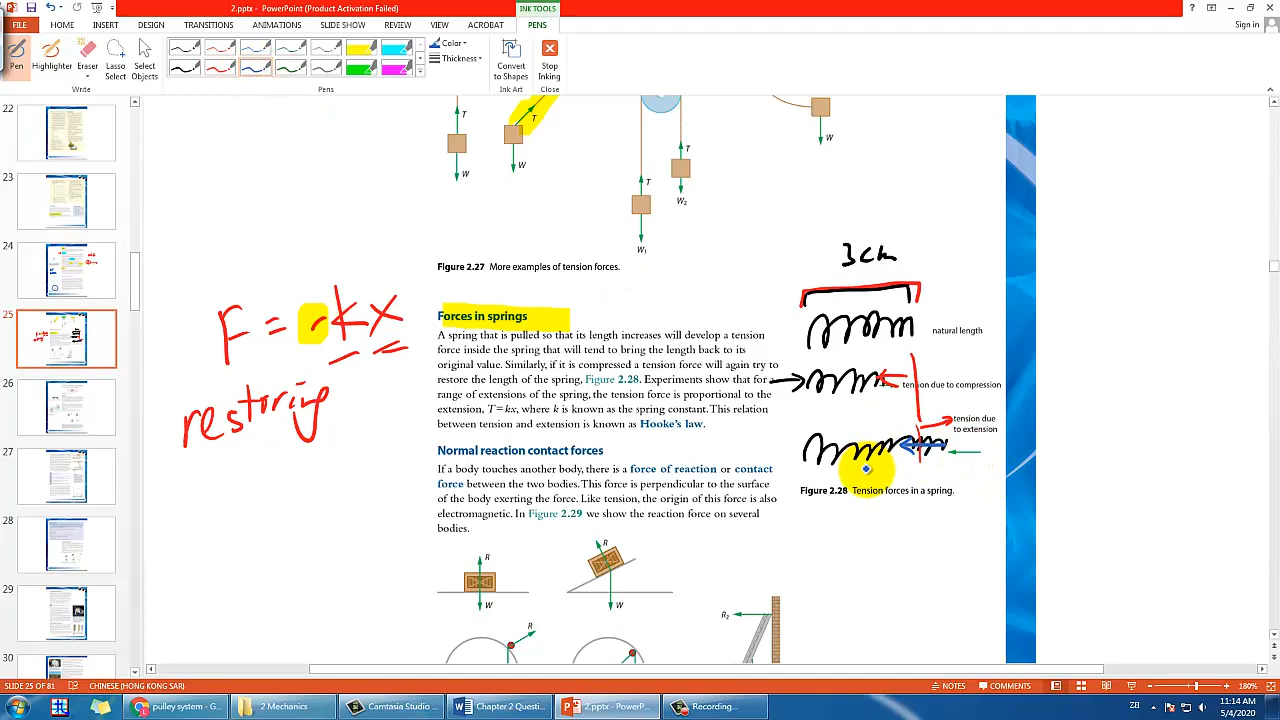 2.pptx - PowerPoint (Product Activation Failed)
INK TOOLS
Sign in
FILE HOME INSERT DESIGN TRANSITIONS ANIMATIONS SLIDE SHOW REVIEW VIEW ACROBAT PENS
Pen Highlighter Eraser Lasso Select Select Objects
Color
Thickness
Convert to Shapes
Stop Inking
Write Pens Ink Art Close
22
23
24
25
26
28
29
30
T
T
W
W
T
T
W2
W1
W
Figure 2.27 Examples of tension forces.
3cm
F = -kx
restoring
Forces in springs
A spring that is pulled so that its length increases will develop a tension
force inside the spring that will tend to bring the length back to its
original value. Similarly, if it is compressed a tension force will again try to
restore the length of the spring, Figure 2.28. Experiments show that for a
range of extensions of the spring, the tension force is proportional to the
extension, T = kx, where k is known as the spring constant. This relation
between tension and extension is known as Hooke's law.
natural length
tension due to compression
tension due
to extension
Figure 2.28 Tension forces in a spring.
Normal reaction contact forces
If a body touches another body, there is a force of reaction or contact
force between the two bodies. This force is perpendicular to the surface
of the body exerting the force. Like tension, the origin of this force is also
electromagnetic. In Figure 2.29 we show the reaction force on several
bodies.
R
R
W
W
R
R2
SLIDE 25 OF 81 CHINESE (HONG KONG SAR) NOTES COMMENTS 180%
pulley system - G... 2 Mechanics Camtasia Studio ... Chapter 2 Questi... 2.pptx - PowerPo... Recording... ZB 11:14 AM
5/4/2020